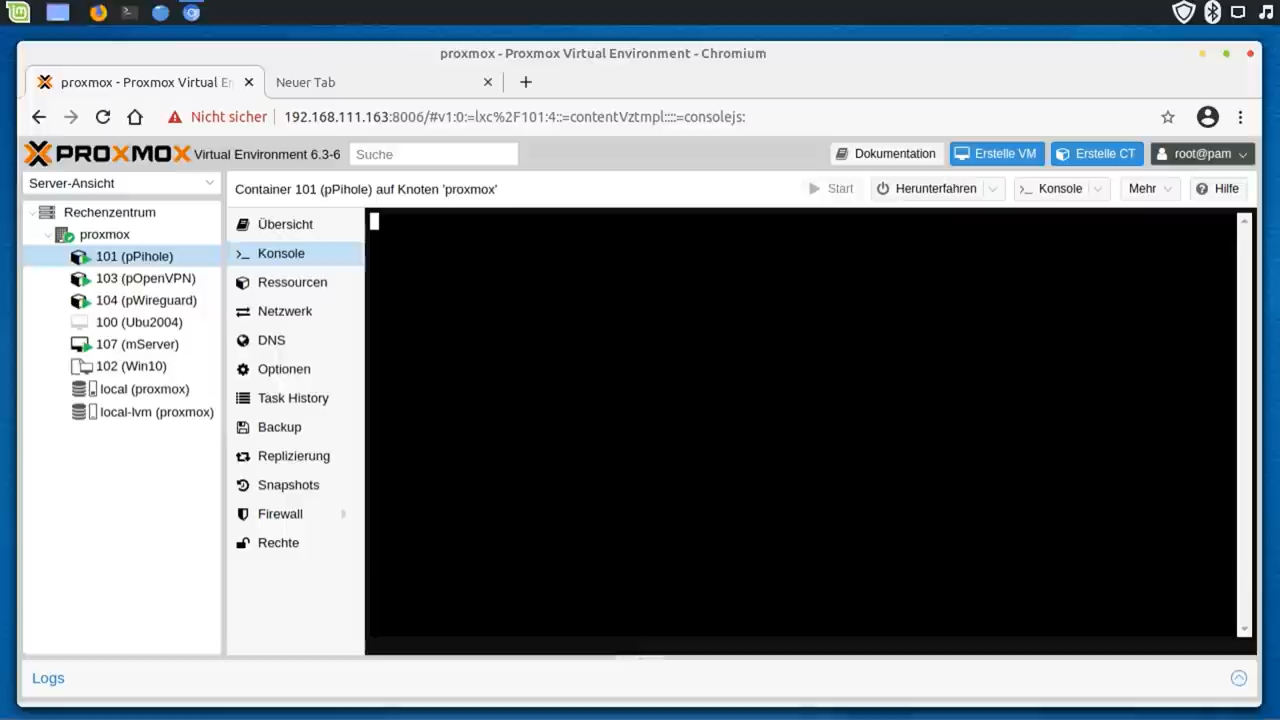 proxmox - Proxmox Virtual Environment - Chromium
proxmox - Proxmox Virtual E
Neuer Tab
Nicht sicher
192.168.111.163:8006/#v1:0:=lxc%2F101:4::=contentVztmpl::::=consolejs:
PROXMOX Virtual Environment 6.3-6
Suche
Dokumentation
Erstelle VM
Erstelle CT
root@pam
Server-Ansicht
Container 101 (pPihole) auf Knoten 'proxmox'
Start
Herunterfahren
Konsole
Mehr
Hilfe
Rechenzentrum
proxmox
101 (pPihole)
103 (pOpenVPN)
104 (pWireguard)
100 (Ubu2004)
107 (mServer)
102 (Win10)
local (proxmox)
local-lvm (proxmox)
Übersicht
Konsole
Ressourcen
Netzwerk
DNS
Optionen
Task History
Backup
Replizierung
Snapshots
Firewall
Rechte
Logs